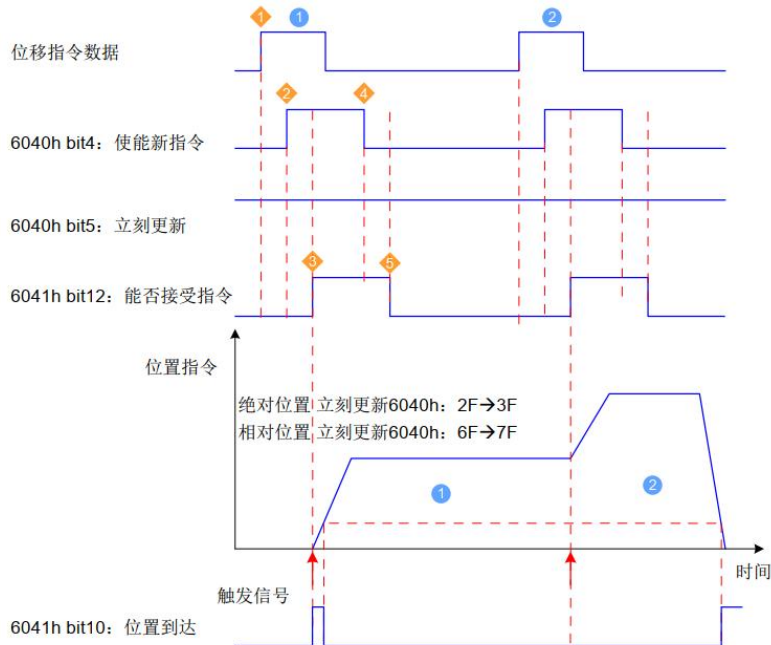 1 1 2
位移指令数据
2 4
6040h bit4：使能新指令
6040h bit5：立刻更新
3 5
6041h bit12：能否接受指令
位置指令
绝对位置 立刻更新6040h：2F→3F
相对位置 立刻更新6040h：6F→7F
1 2
时间
触发信号
6041h bit10：位置到达